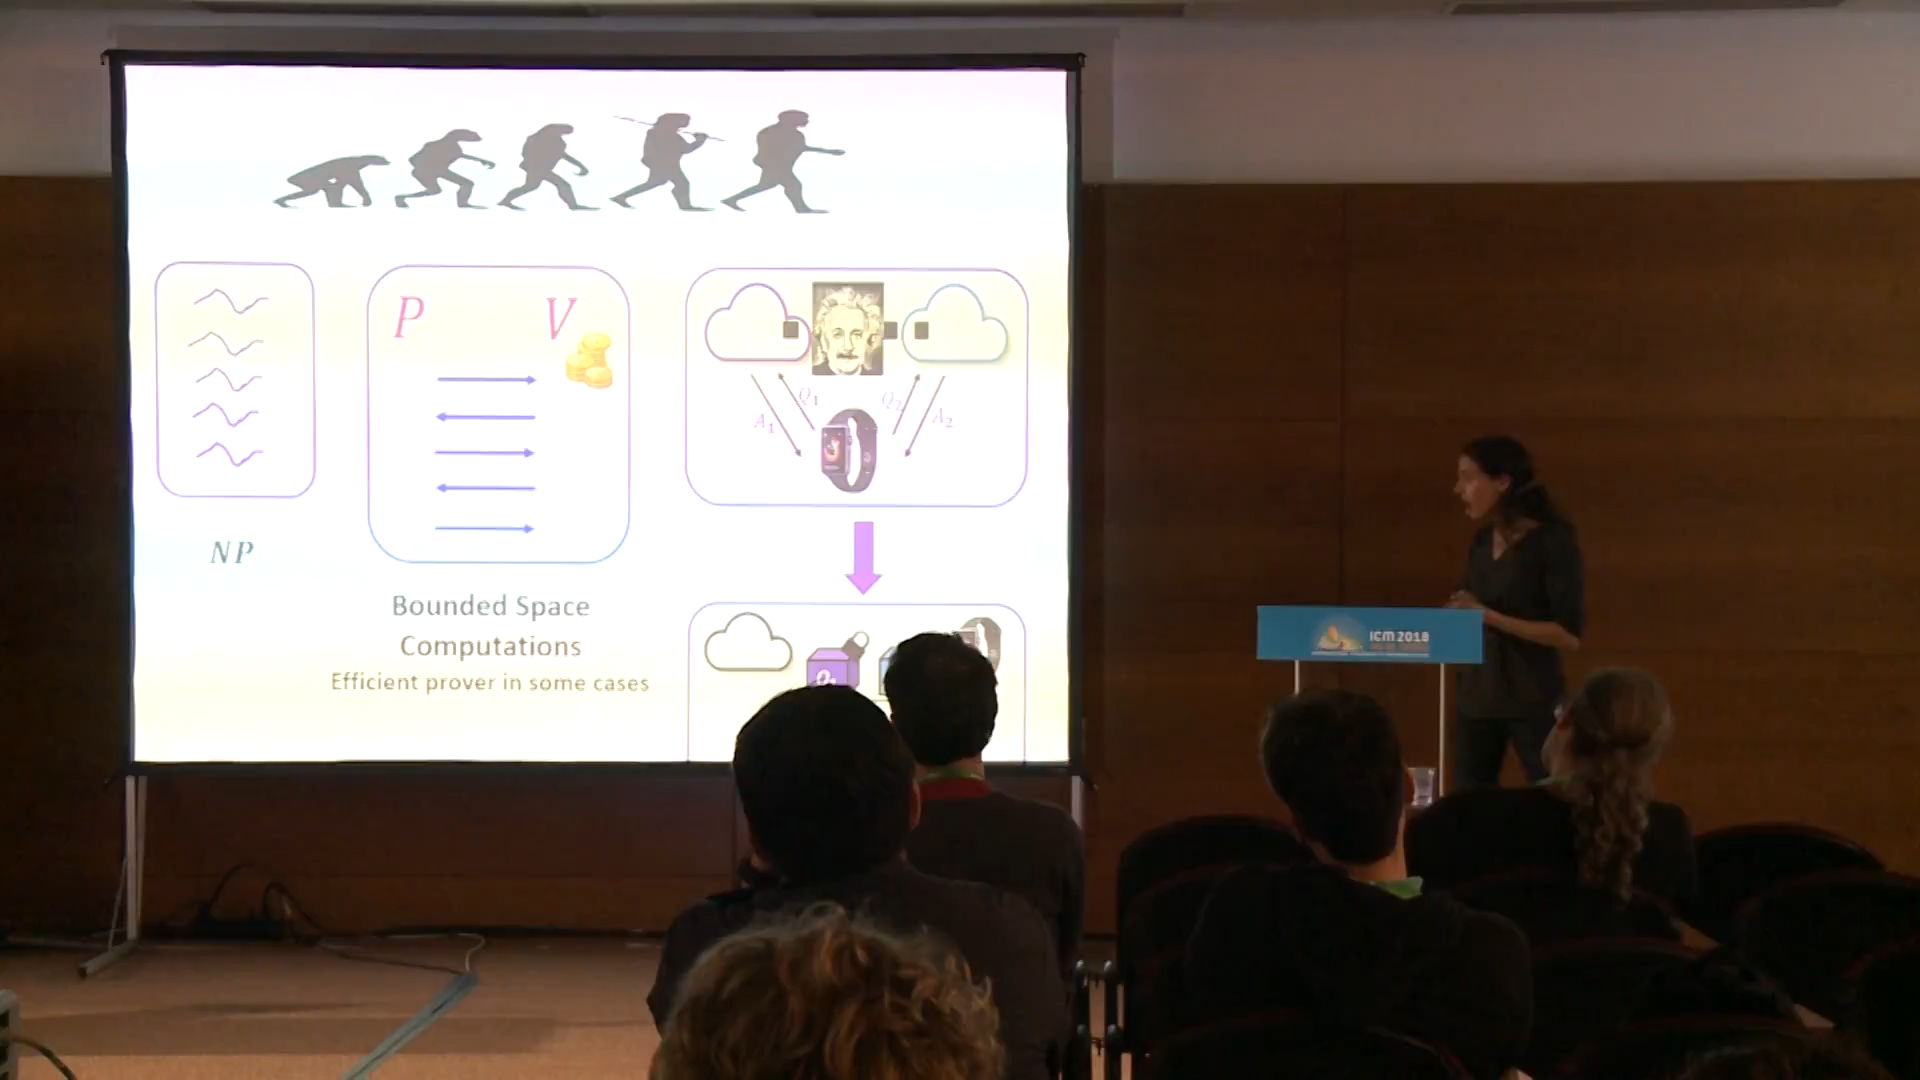 P V
Q₁ Q₂
A₁ A₂
NP
Bounded Space
Computations
Efficient prover in some cases
ICM 2018